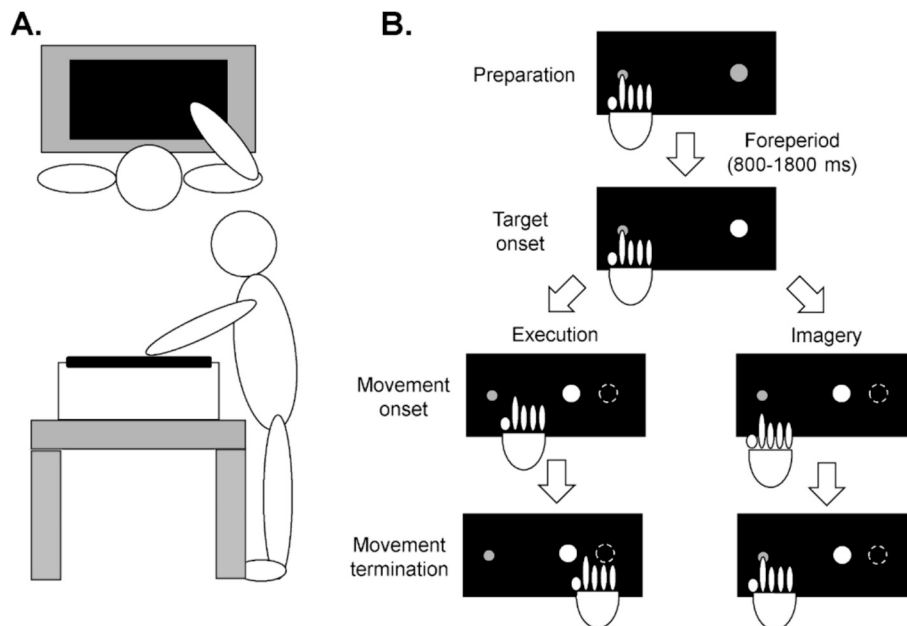 A.
B.
Preparation
Foreperiod
(800-1800 ms)
Target
onset
Execution
Imagery
Movement
onset
Movement
termination